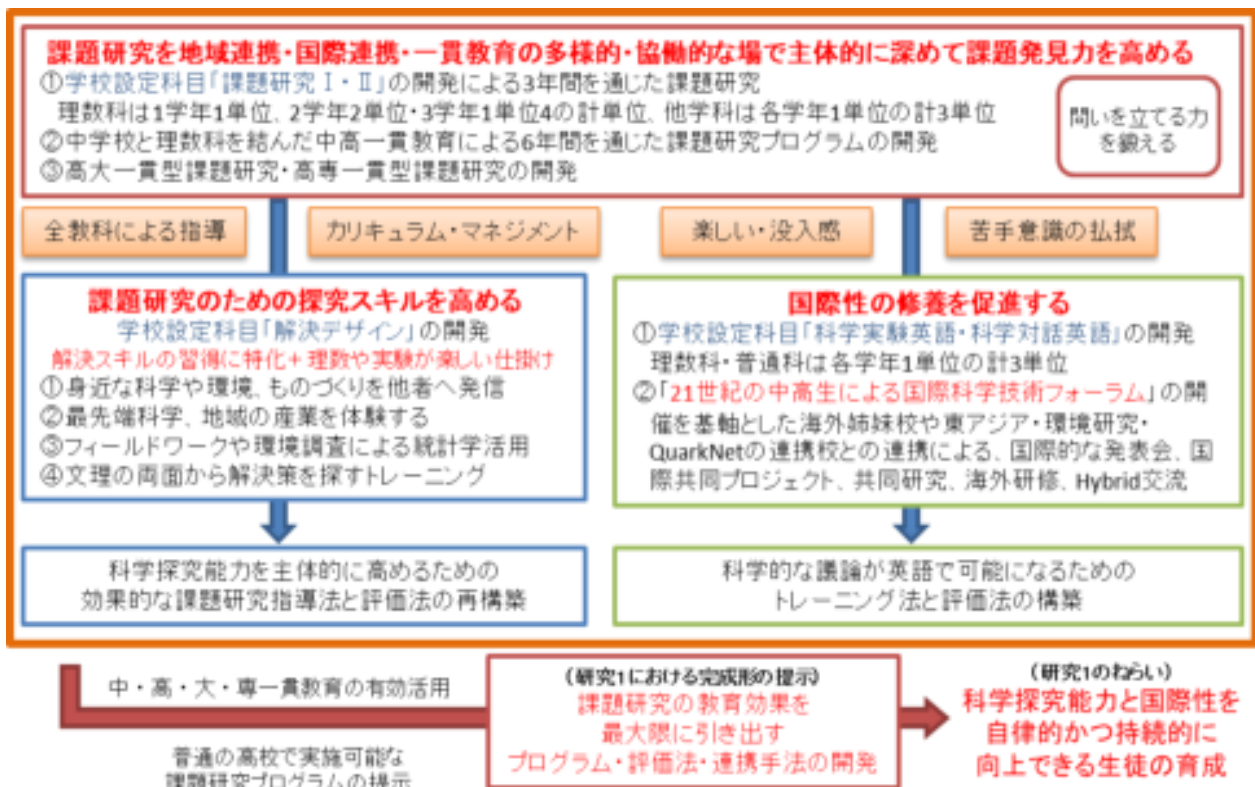 課題研究を地域連携・国際連携・一貫教育の多様的・協働的な場で主体的に深めて課題発見力を高める
①学校設定科目「課題研究Ⅰ・Ⅱ」の開発による3年間を通じた課題研究
理数科は1学年1単位、2学年2単位・3学年1単位4の計単位、他学科は各学年1単位の計3単位
②中学校と理数科を結んだ中高一貫教育による6年間を通じた課題研究プログラムの開発
③高大一貫型課題研究・高専一貫型課題研究の開発
問いを立てる力
を鍛える
全教科による指導
カリキュラム・マネジメント
楽しい・没入感
苦手意識の払拭
課題研究のための探究スキルを高める
学校設定科目「解決デザイン」の開発
解決スキルの習得に特化+理数や実験が楽しい仕掛け
①身近な科学や環境、ものづくりを他者へ発信
②最先端科学、地域の産業を体験する
③フィールドワークや環境調査による統計学活用
④文理の両面から解決策を探すトレーニング
国際性の修養を促進する
①学校設定科目「科学実験英語・科学対話英語」の開発
理数科・普通科は各学年1単位の計3単位
②「21世紀の中高生による国際科学技術フォーラム」の開
催を基軸とした海外姉妹校や東アジア・環境研究・
QuarkNetの連携校との連携による、国際的な発表会、国
際共同プロジェクト、共同研究、海外研修、Hybrid交流
科学探究能力を主体的に高めるための
効果的な課題研究指導法と評価法の再構築
科学的な議論が英語で可能になるための
トレーニング法と評価法の構築
中・高・大・専一貫教育の有効活用
普通の高校で実施可能な
課題研究プログラムの提示
(研究1における完成形の提示)
課題研究の教育効果を
最大限に引き出す
プログラム・評価法・連携手法の開発
(研究1のねらい)
科学探究能力と国際性を
自律的かつ持続的に
向上できる生徒の育成